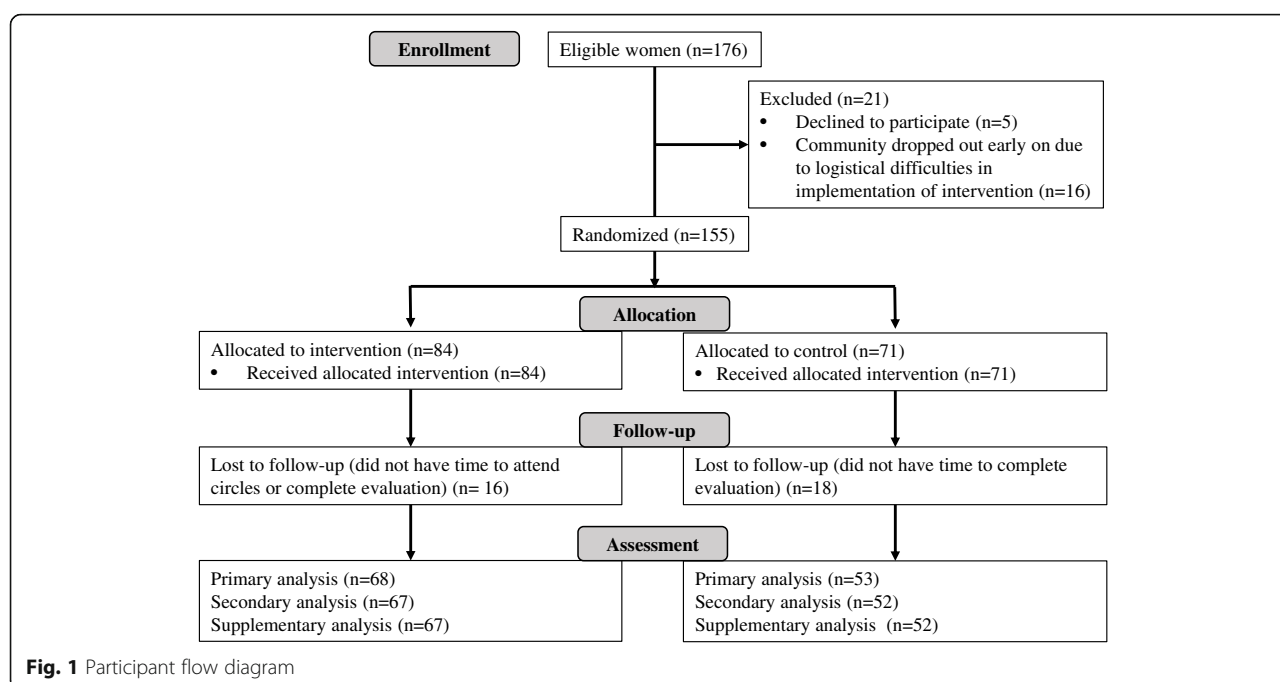 Enrollment
Eligible women (n=176)
Excluded (n=21)
• Declined to participate (n=5)
• Community dropped out early on due
to logistical difficulties in
implementation of intervention (n=16)
Randomized (n=155)
Allocation
Allocated to intervention (n=84)
• Received allocated intervention (n=84)
Allocated to control (n=71)
• Received allocated intervention (n=71)
Follow-up
Lost to follow-up (did not have time to attend
circles or complete evaluation) (n= 16)
Lost to follow-up (did not have time to complete
evaluation) (n=18)
Assessment
Primary analysis (n=68)
Secondary analysis (n=67)
Supplementary analysis (n=67)
Primary analysis (n=53)
Secondary analysis (n=52)
Supplementary analysis (n=52)
Fig. 1 Participant flow diagram